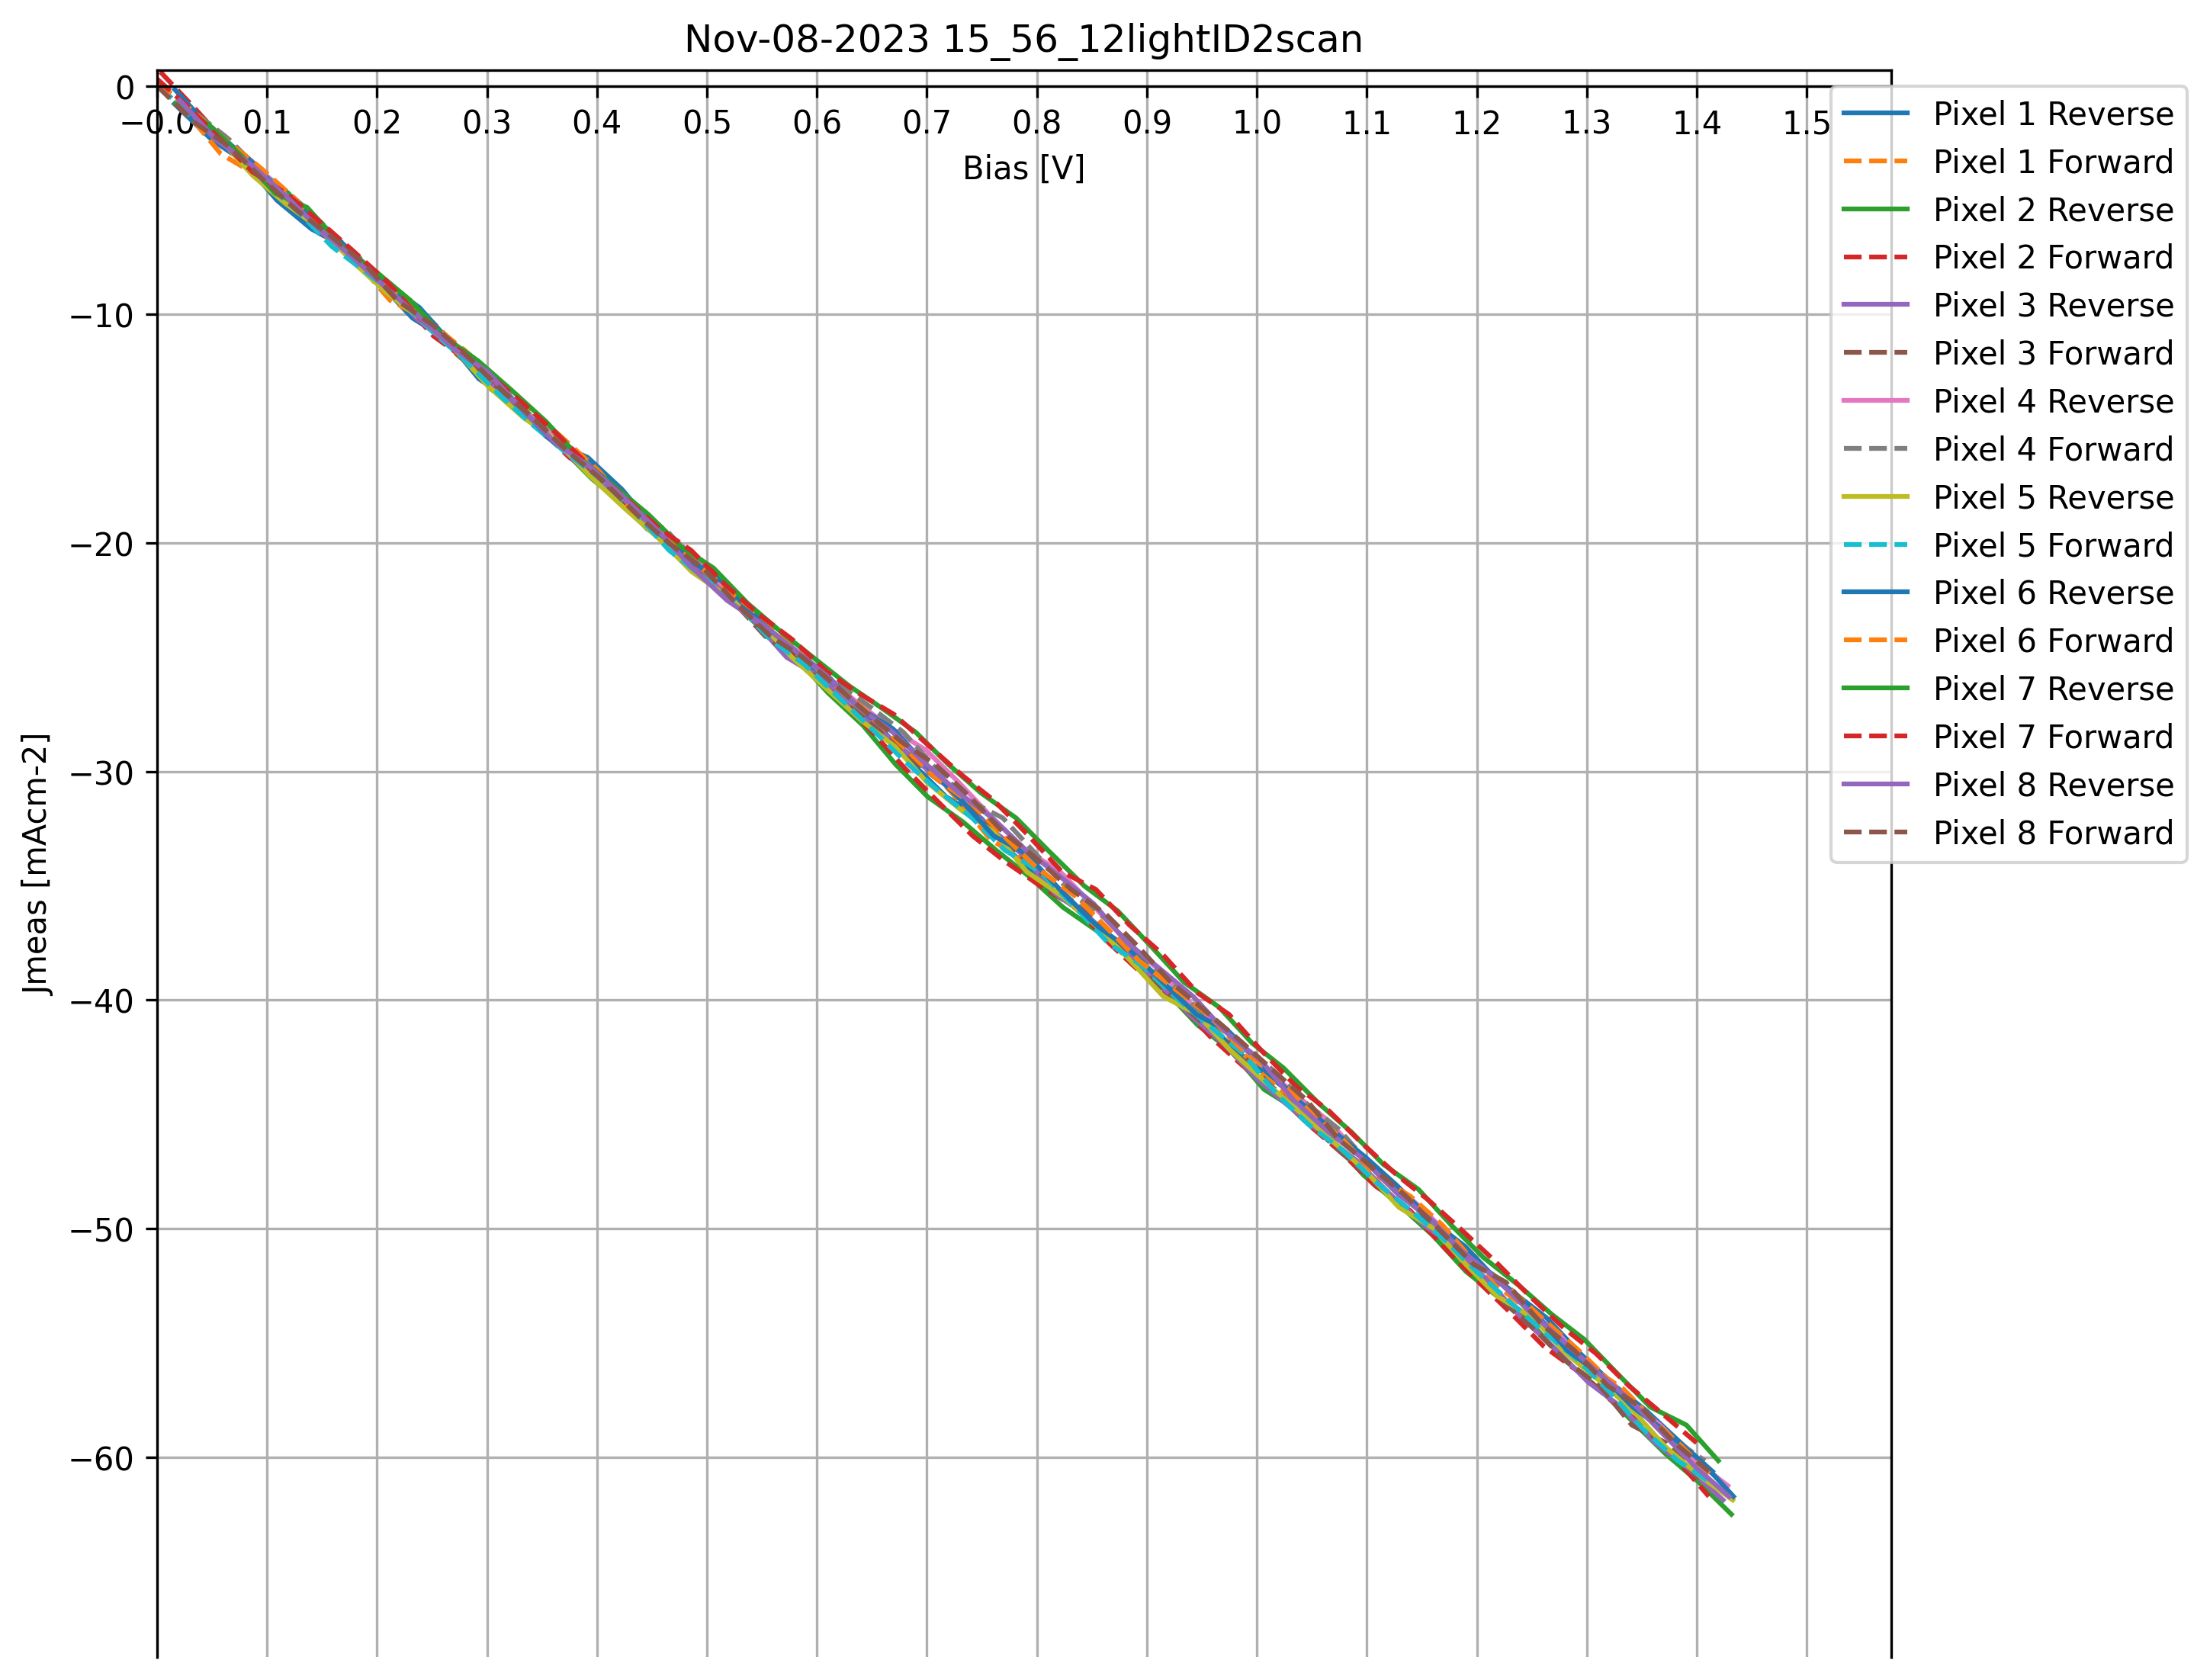 Nov-08-2023 15_56_12lightID2scan
0
−0.0 0.1 0.2 0.3 0.4 0.5 0.6 0.7 0.8 0.9 1.0 1.1 1.2 1.3 1.4 1.5
Bias [V]
−10
−20
−30
−40
−50
−60
Jmeas [mAcm-2]
Pixel 1 Reverse
Pixel 1 Forward
Pixel 2 Reverse
Pixel 2 Forward
Pixel 3 Reverse
Pixel 3 Forward
Pixel 4 Reverse
Pixel 4 Forward
Pixel 5 Reverse
Pixel 5 Forward
Pixel 6 Reverse
Pixel 6 Forward
Pixel 7 Reverse
Pixel 7 Forward
Pixel 8 Reverse
Pixel 8 Forward